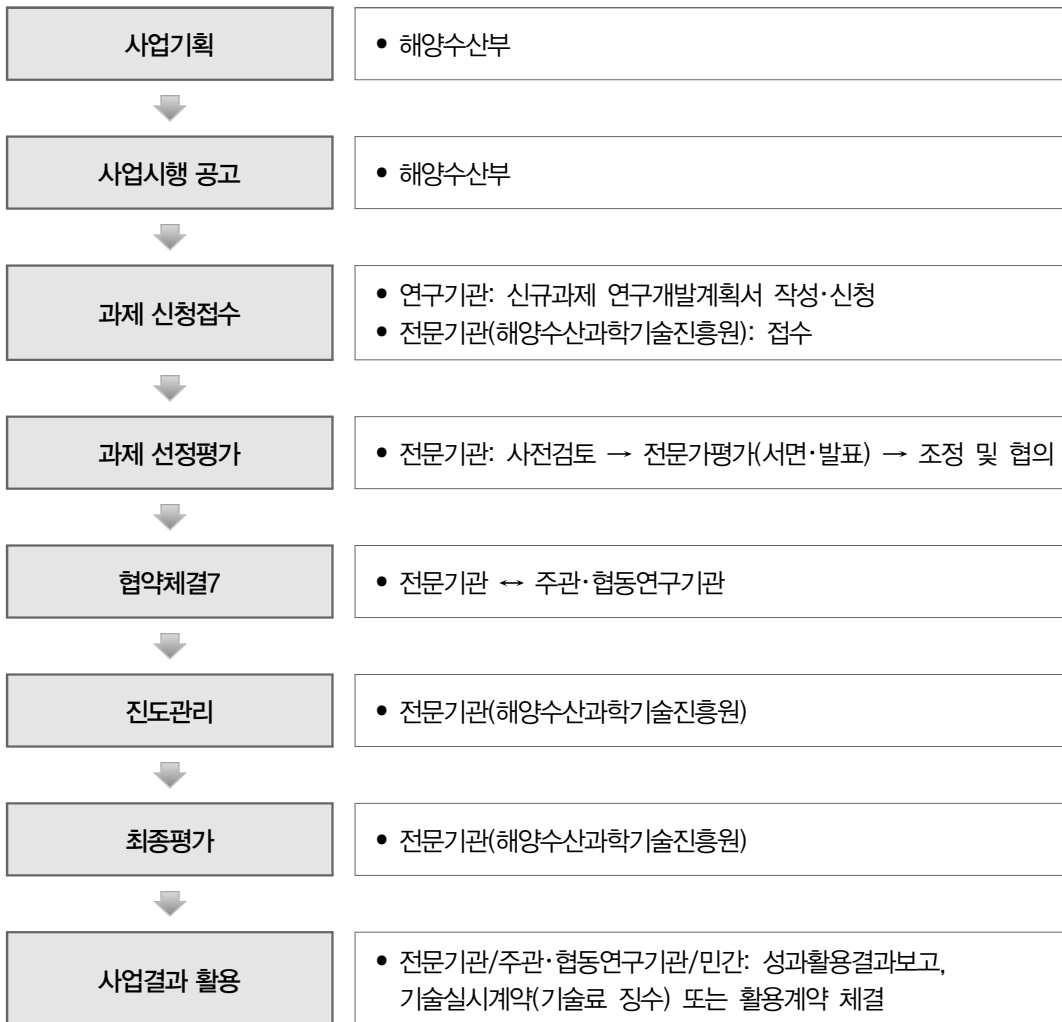 사업기획
• 해양수산부
사업시행 공고
• 해양수산부
과제 신청접수
• 연구기관: 신규과제 연구개발계획서 작성·신청
• 전문기관(해양수산과학기술진흥원): 접수
과제 선정평가
• 전문기관: 사전검토 → 전문가평가(서면·발표) → 조정 및 협의
협약체결7
• 전문기관 ↔ 주관·협동연구기관
진도관리
• 전문기관(해양수산과학기술진흥원)
최종평가
• 전문기관(해양수산과학기술진흥원)
사업결과 활용
• 전문기관/주관·협동연구기관/민간: 성과활용결과보고,
기술실시계약(기술료 징수) 또는 활용계약 체결